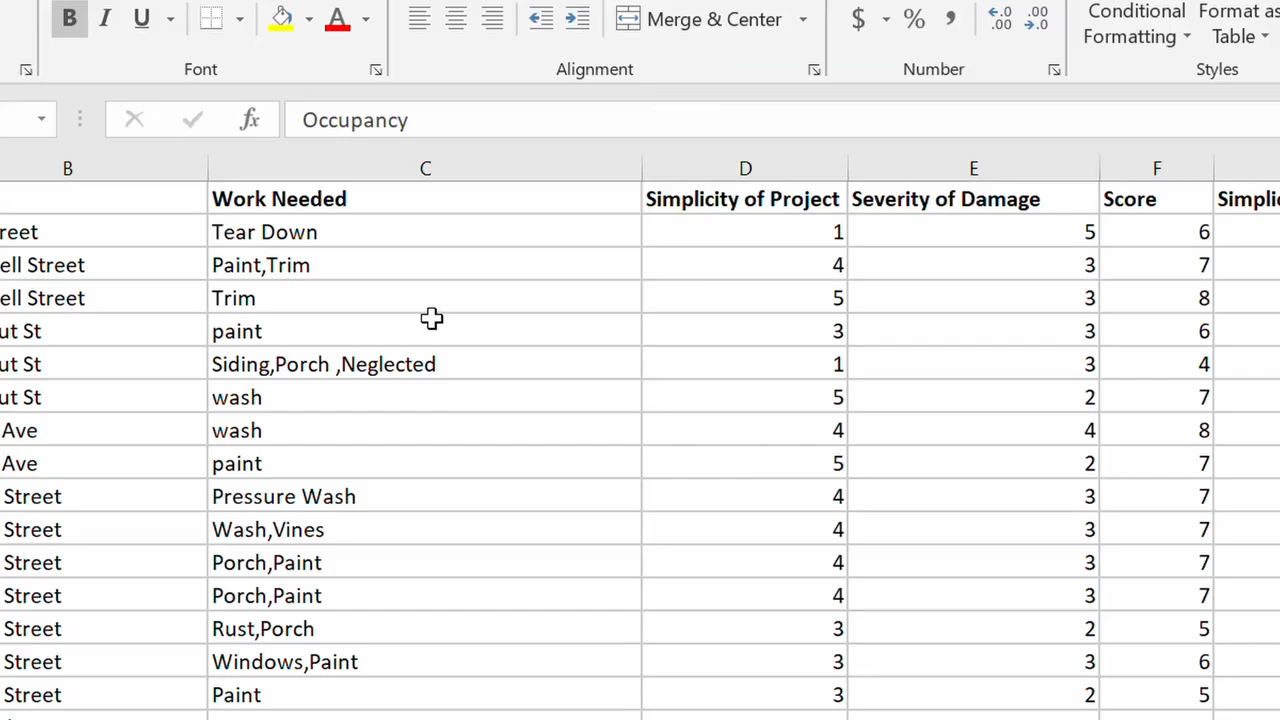 B I U A Merge & Center $ % , Conditional Format as
Formatting Table
Font Alignment Number Styles
fx Occupancy
B C D E F
Work Needed Simplicity of Project Severity of Damage Score Simplic
reet Tear Down 1 5 6
ell Street Paint,Trim 4 3 7
ell Street Trim 5 3 8
ut St paint 3 3 6
ut St Siding,Porch ,Neglected 1 3 4
ut St wash 5 2 7
Ave wash 4 4 8
Ave paint 5 2 7
Street Pressure Wash 4 3 7
Street Wash,Vines 4 3 7
Street Porch,Paint 4 3 7
Street Porch,Paint 4 3 7
Street Rust,Porch 3 2 5
Street Windows,Paint 3 3 6
Street Paint 3 2 5